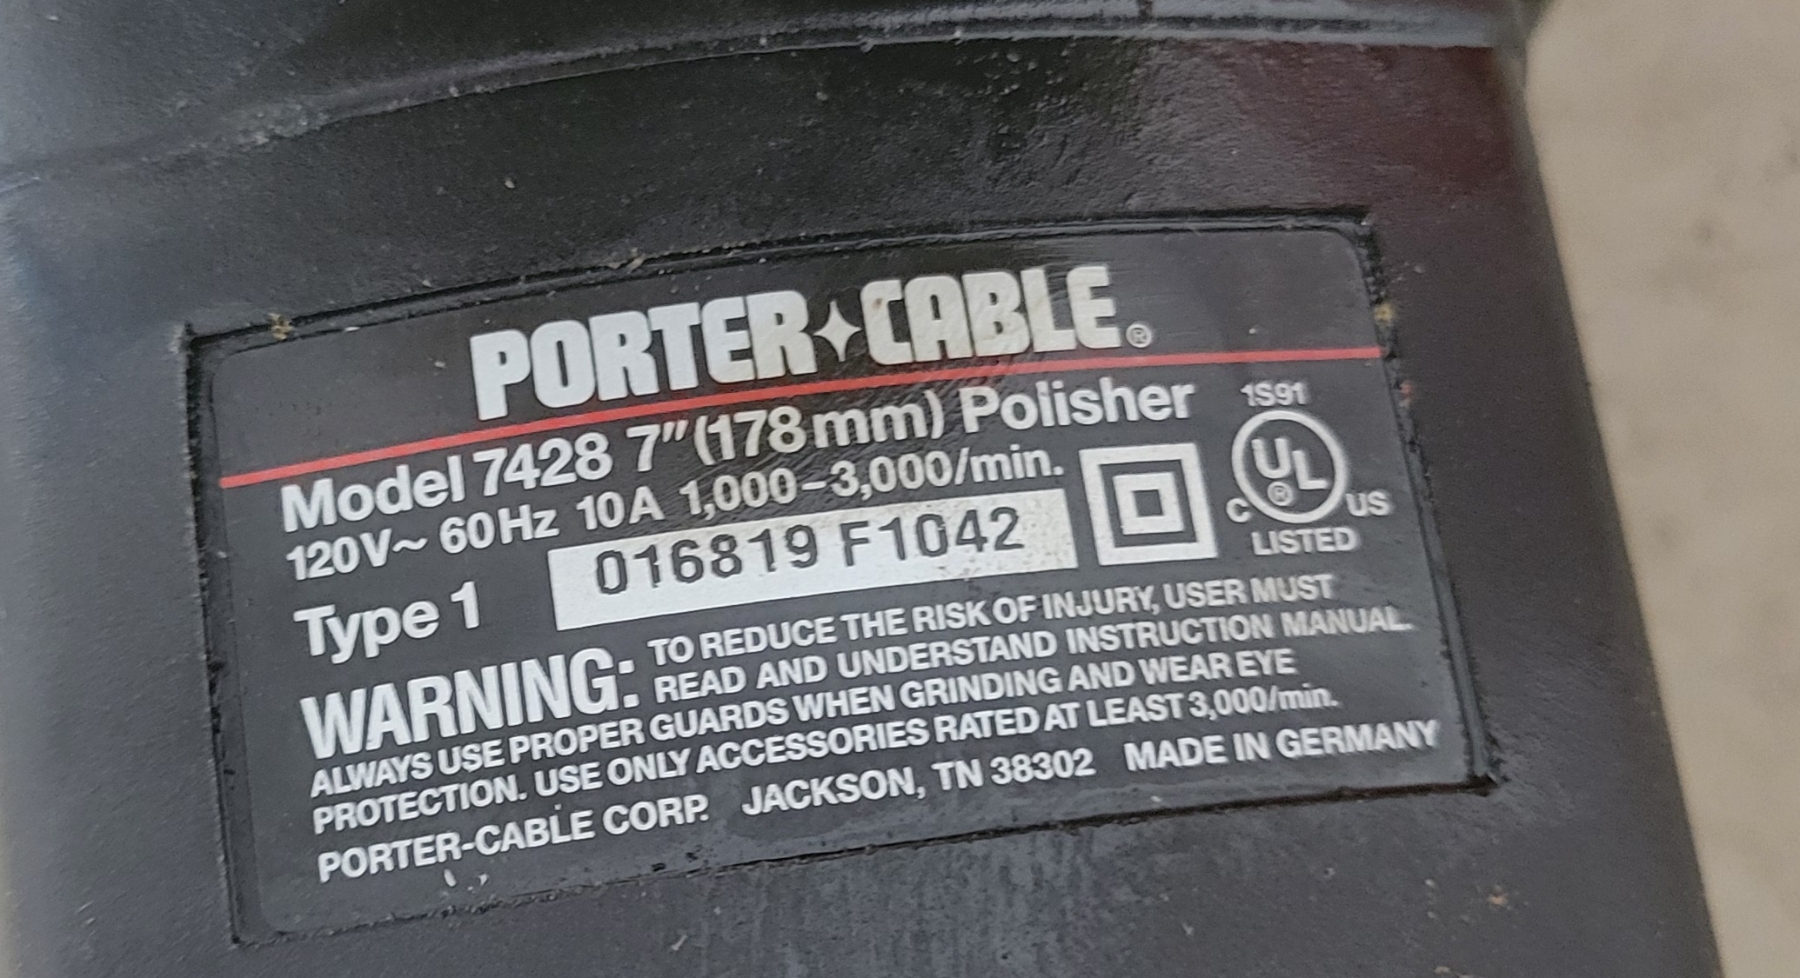 PORTER✦CABLE®
Model 7428 7" (178mm) Polisher
120V~ 60Hz 10A 1,000-3,000/min.
Type 1 016819 F1042
1S91
UL®
C US
LISTED
WARNING: TO REDUCE THE RISK OF INJURY, USER MUST
READ AND UNDERSTAND INSTRUCTION MANUAL.
ALWAYS USE PROPER GUARDS WHEN GRINDING AND WEAR EYE
PROTECTION. USE ONLY ACCESSORIES RATED AT LEAST 3,000/min.
PORTER-CABLE CORP. JACKSON, TN 38302 MADE IN GERMANY